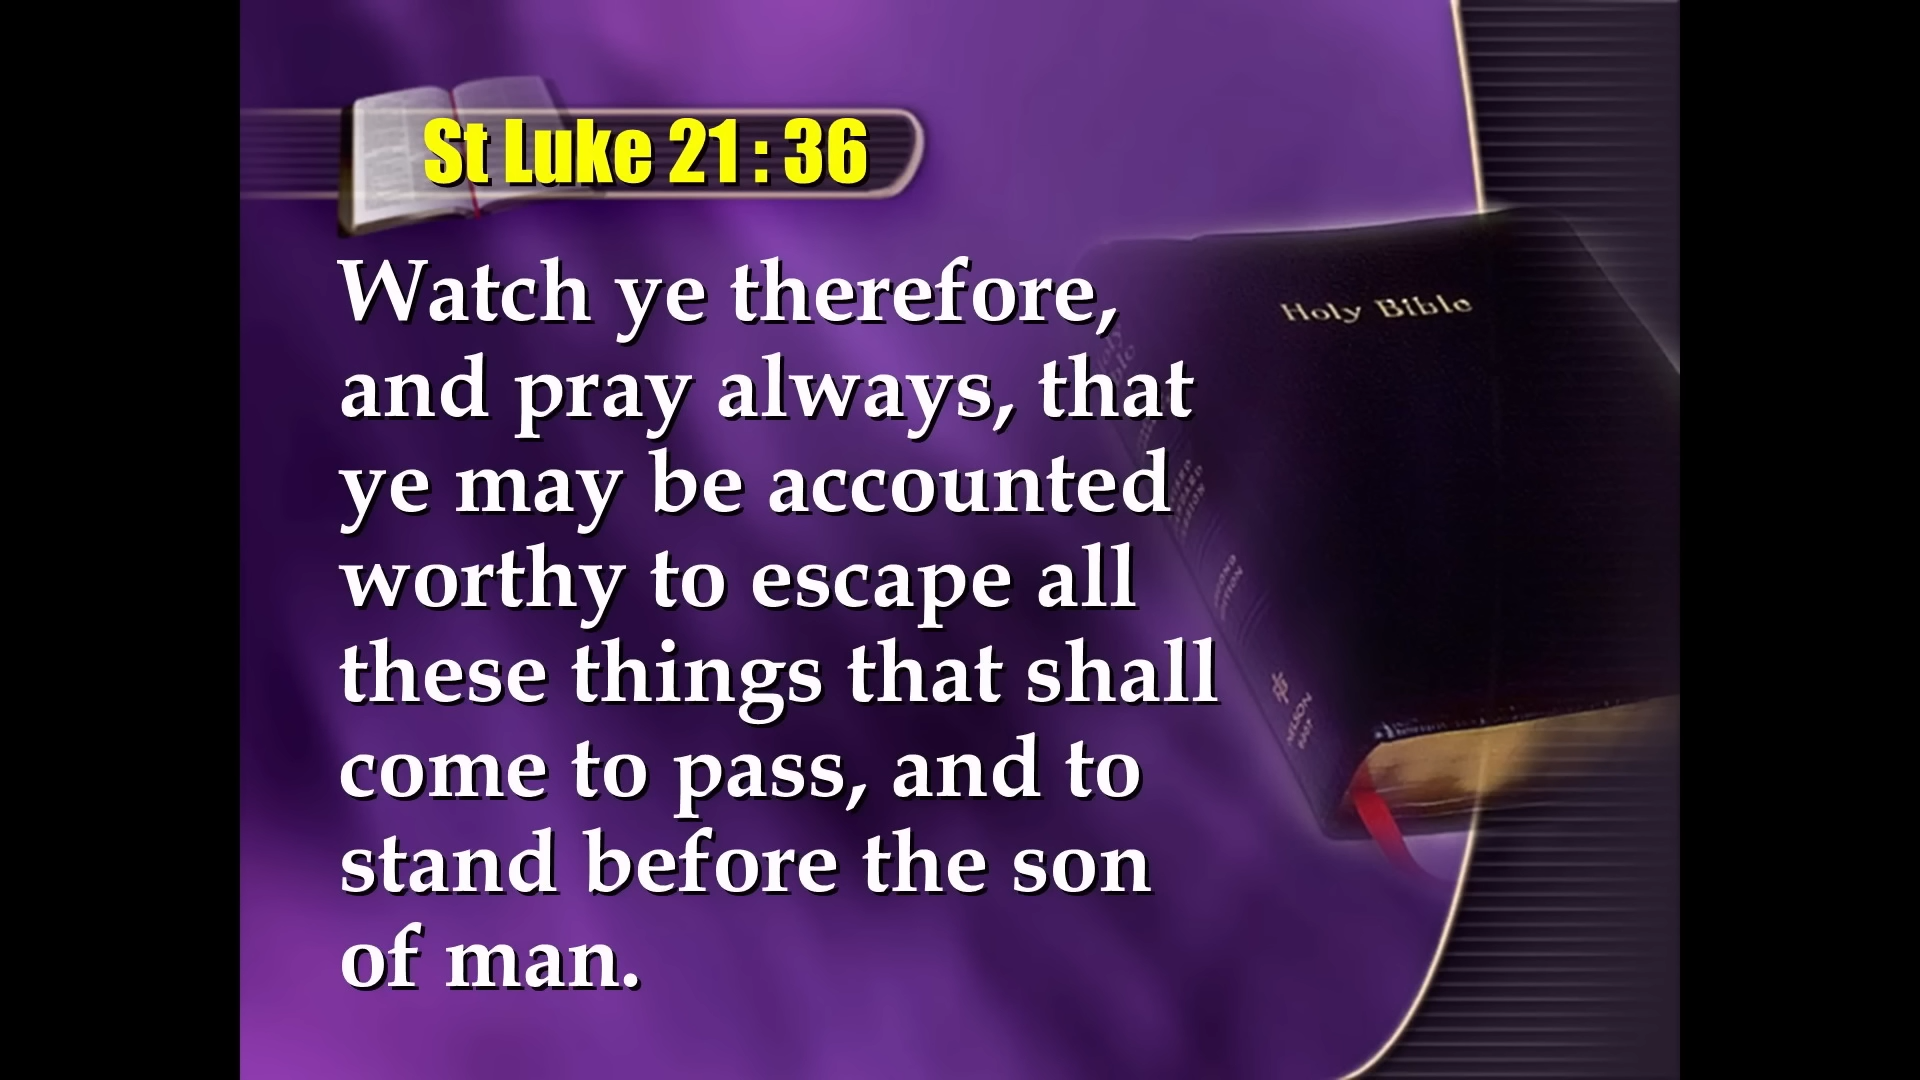 St Luke 21 : 36
Watch ye therefore,
and pray always, that
ye may be accounted
worthy to escape all
these things that shall
come to pass, and to
stand before the son
of man.
Holy Bible